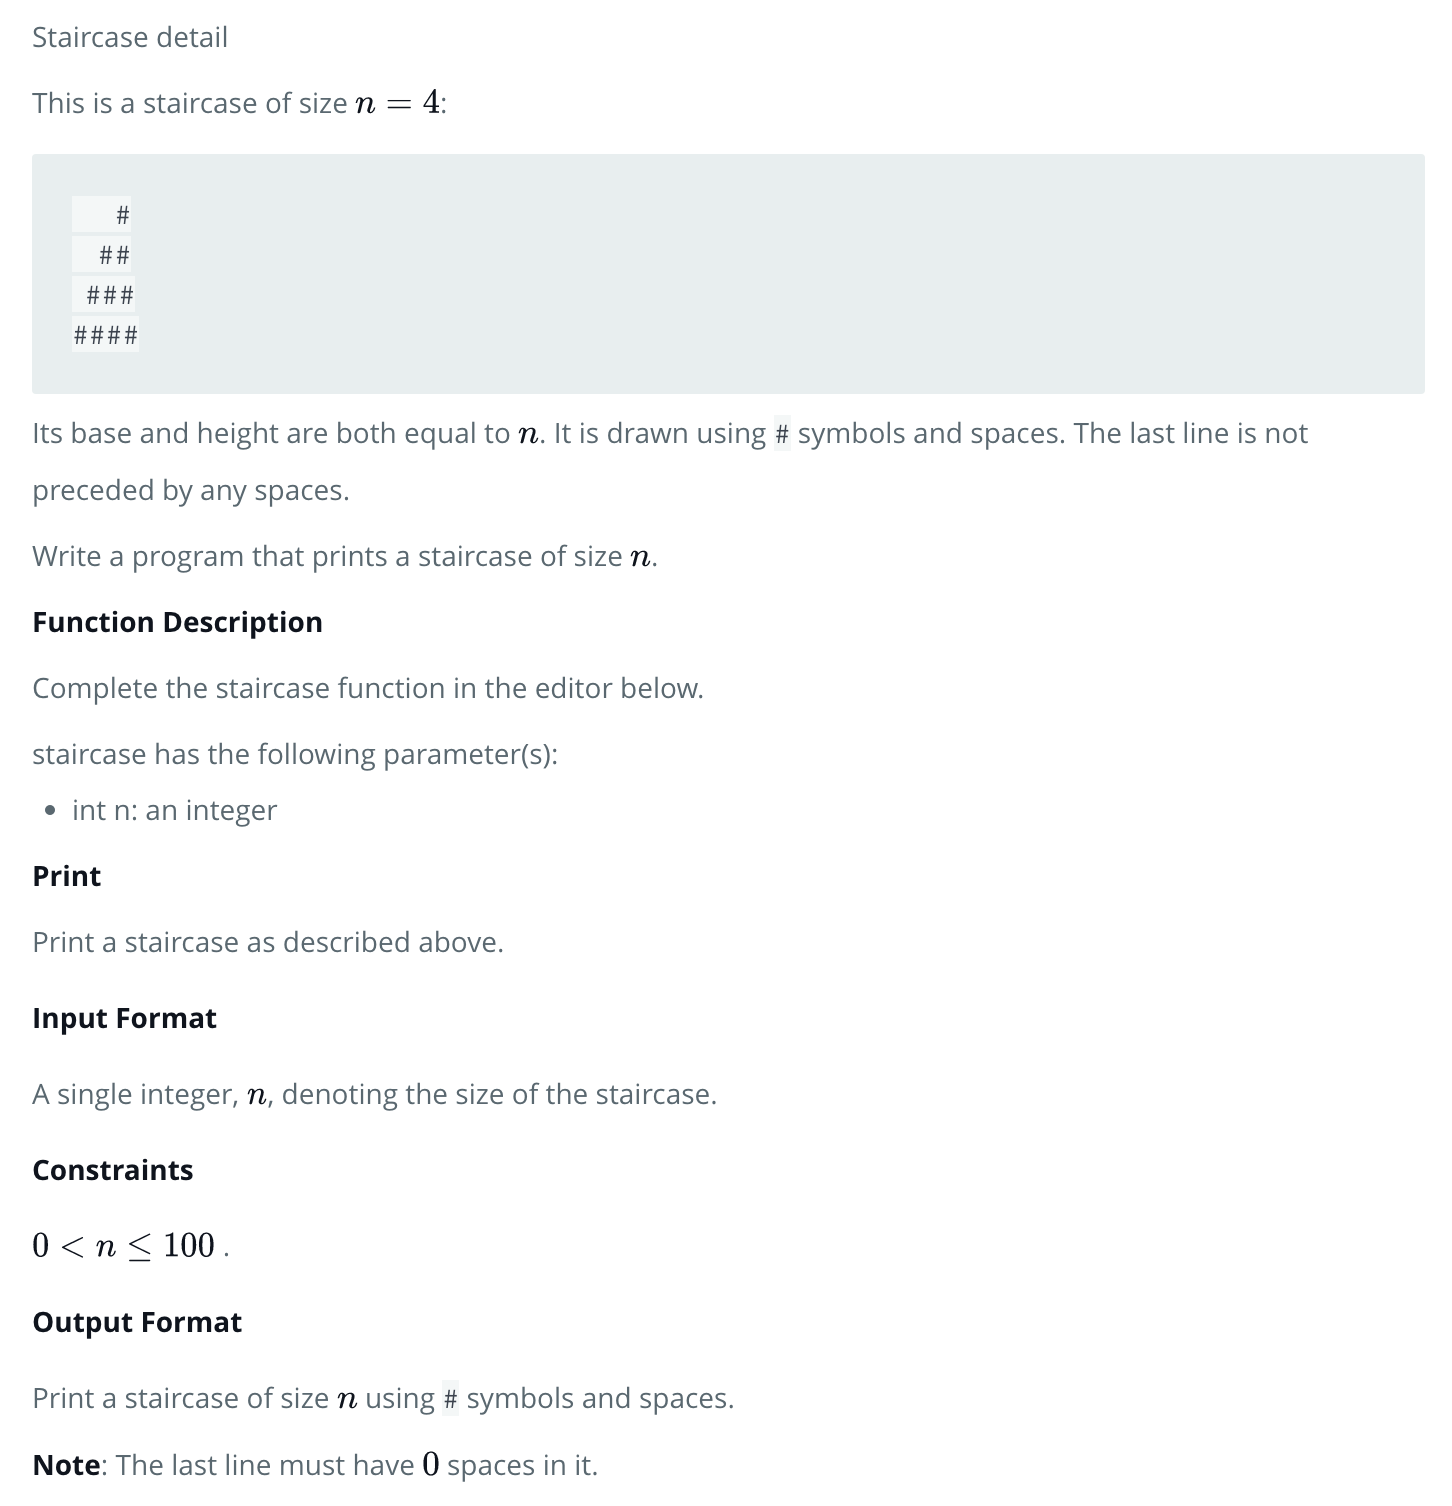 Staircase detail
This is a staircase of size n = 4:
   #
  ##
 ###
####
Its base and height are both equal to n. It is drawn using # symbols and spaces. The last line is not
preceded by any spaces.
Write a program that prints a staircase of size n.
Function Description
Complete the staircase function in the editor below.
staircase has the following parameter(s):
• int n: an integer
Print
Print a staircase as described above.
Input Format
A single integer, n, denoting the size of the staircase.
Constraints
0 < n ≤ 100 .
Output Format
Print a staircase of size n using # symbols and spaces.
Note: The last line must have 0 spaces in it.